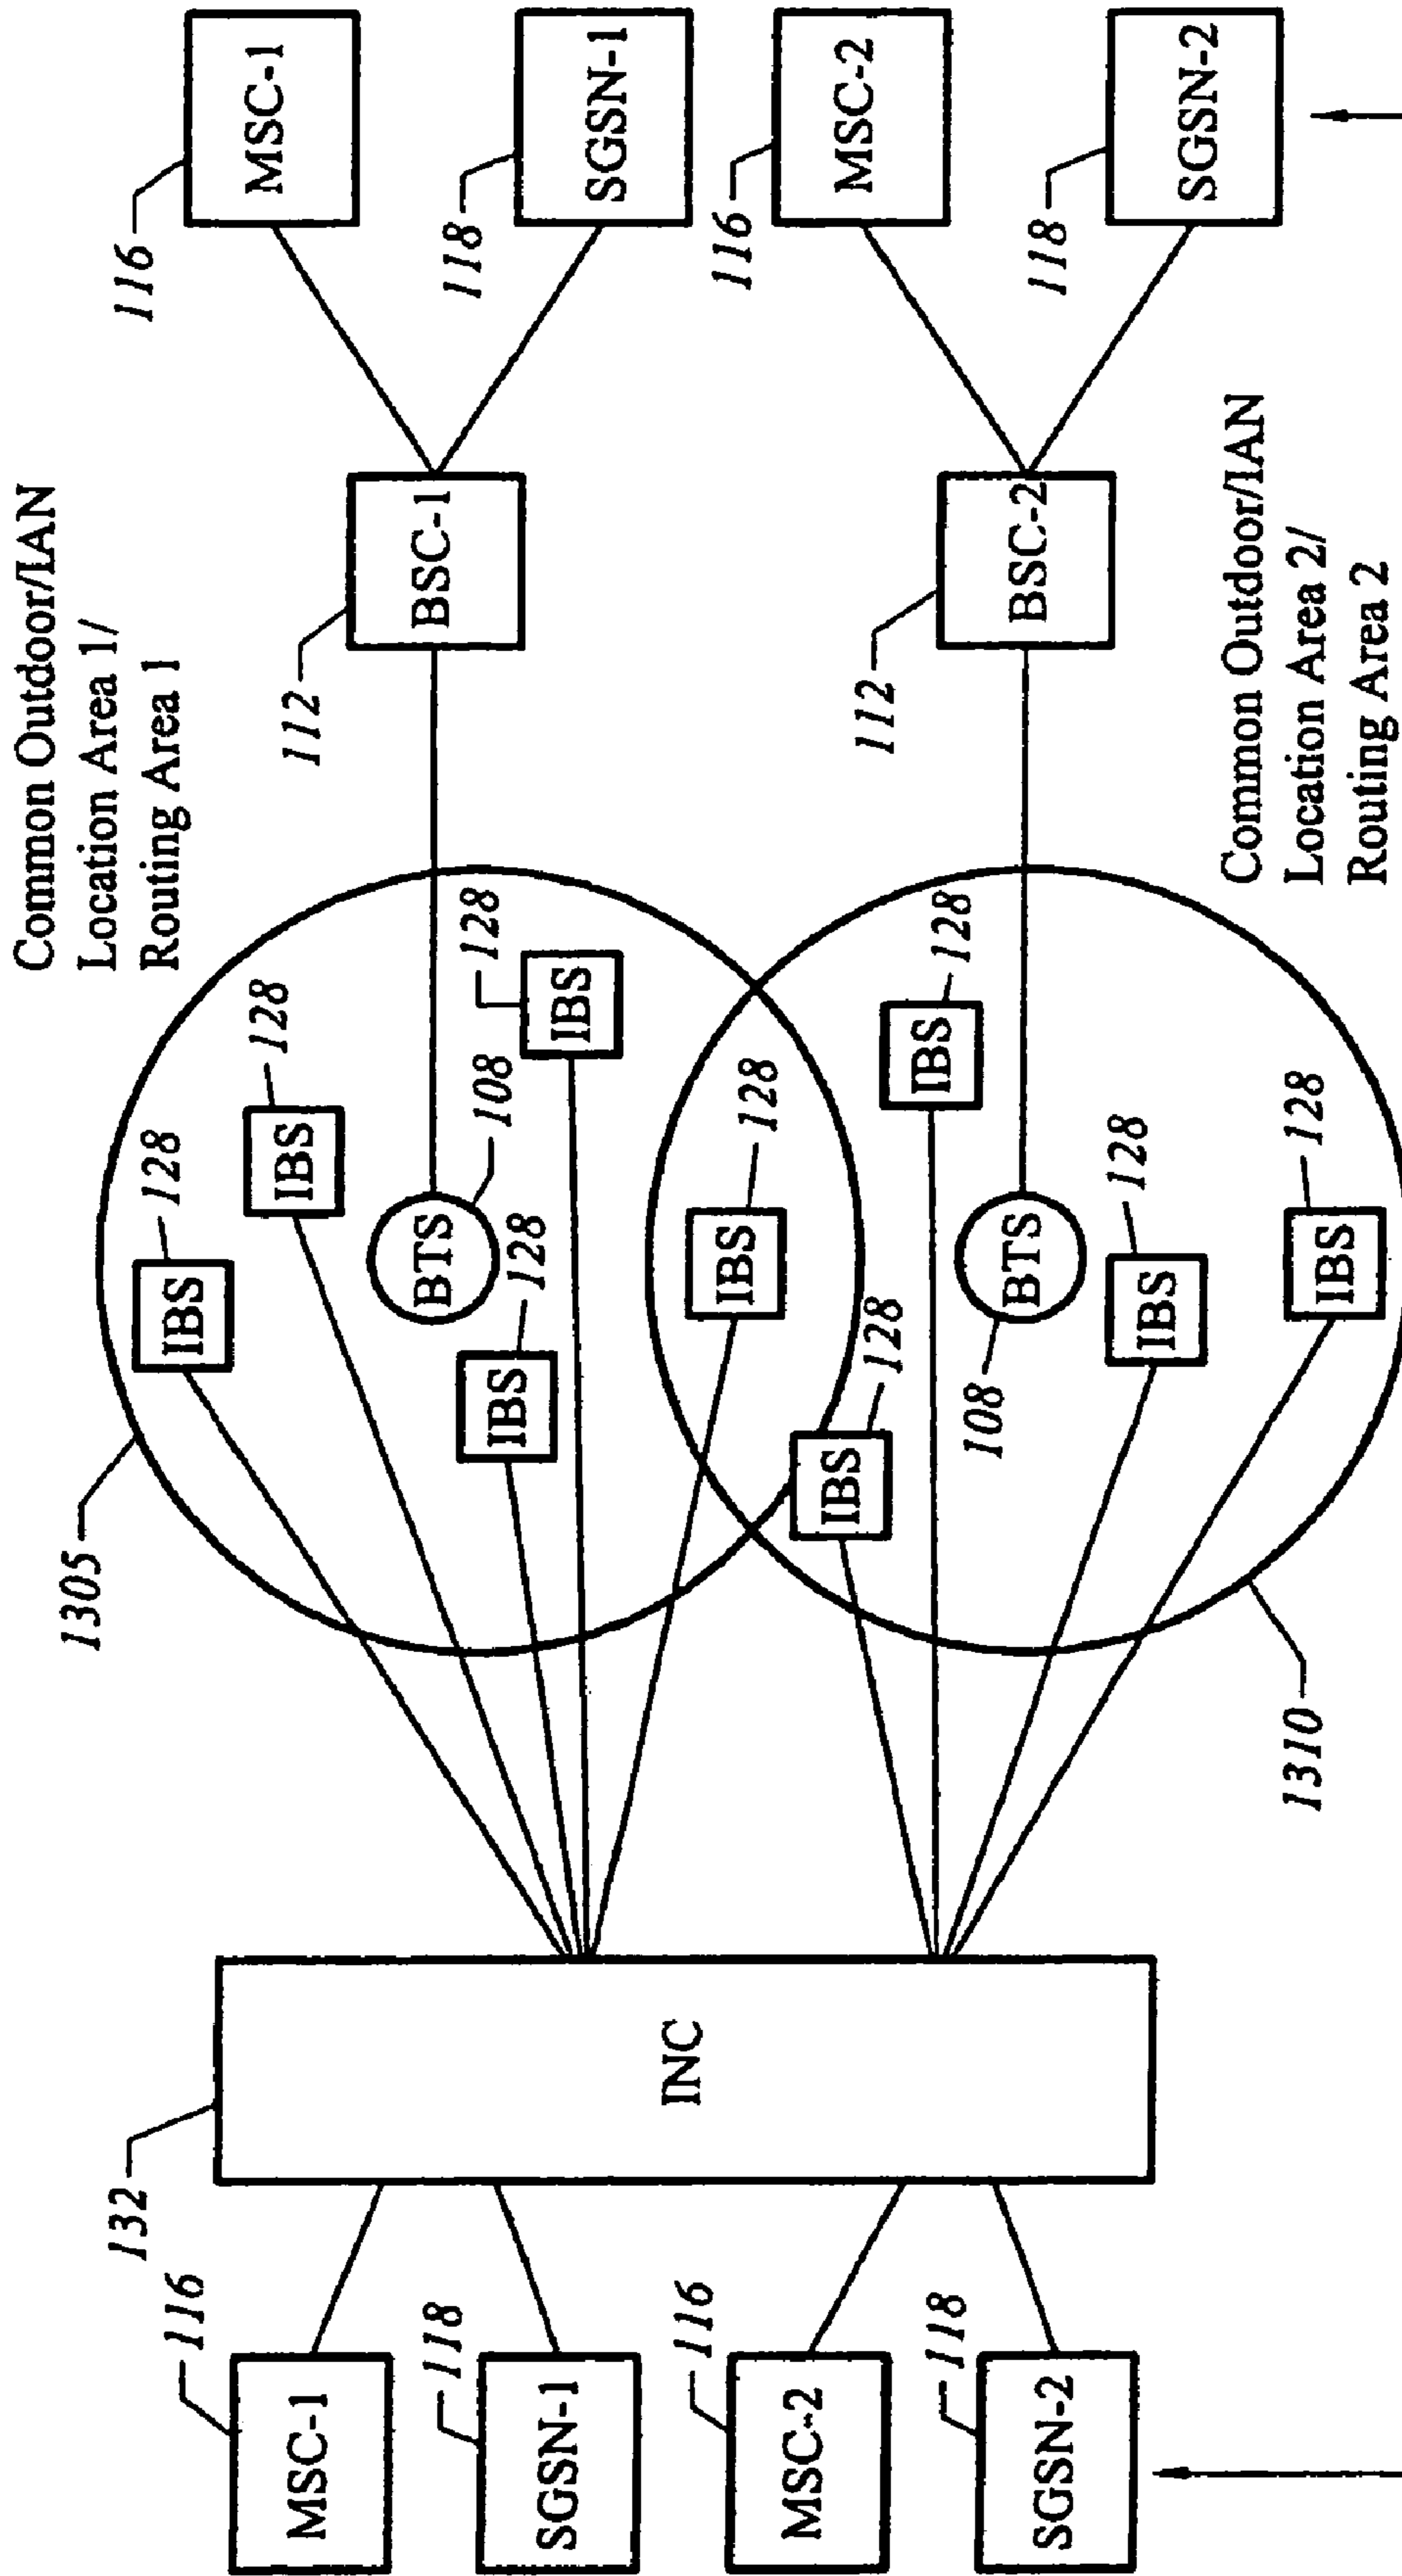 Common Outdoor/IAN
Location Area 1/
Routing Area 1
1305
132
116
MSC-1
118
SGSN-1
116
MSC-2
118
SGSN-2
INC
IBS
128
IBS
128
BTS
108
IBS
128
IBS
128
IBS
128
IBS
128
IBS
128
BTS
108
IBS
128
IBS
128
1310
112
BSC-1
112
BSC-2
116
MSC-1
118
SGSN-1
116
MSC-2
118
SGSN-2
Common Outdoor/IAN
Location Area 2/
Routing Area 2